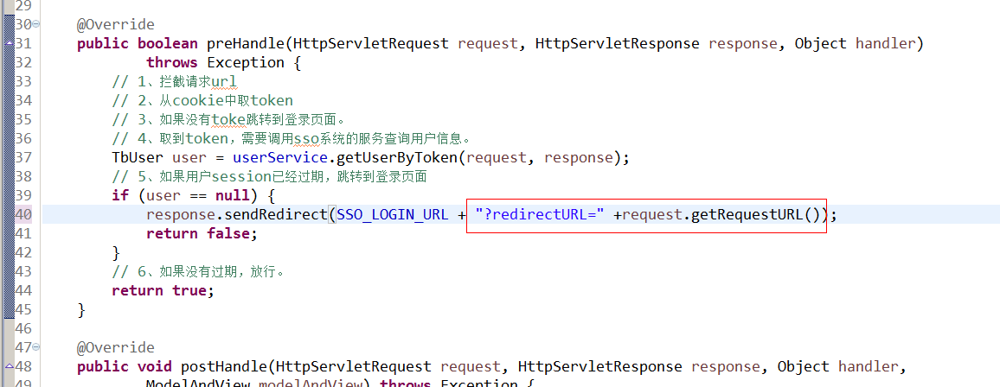 29
30 @Override
31 public boolean preHandle(HttpServletRequest request, HttpServletResponse response, Object handler)
32 throws Exception {
33 // 1、拦截请求url
34 // 2、从cookie中取token
35 // 3、如果没有toke跳转到登录页面。
36 // 4、取到token，需要调用sso系统的服务查询用户信息。
37 TbUser user = userService.getUserByToken(request, response);
38 // 5、如果用户session已经过期，跳转到登录页面
39 if (user == null) {
40 response.sendRedirect(SSO_LOGIN_URL + "?redirectURL=" +request.getRequestURL());
41 return false;
42 }
43 // 6、如果没有过期，放行。
44 return true;
45 }
46
47 @Override
48 public void postHandle(HttpServletRequest request, HttpServletResponse response, Object handler,
49 ModelAndView modelAndView) throws Exception {